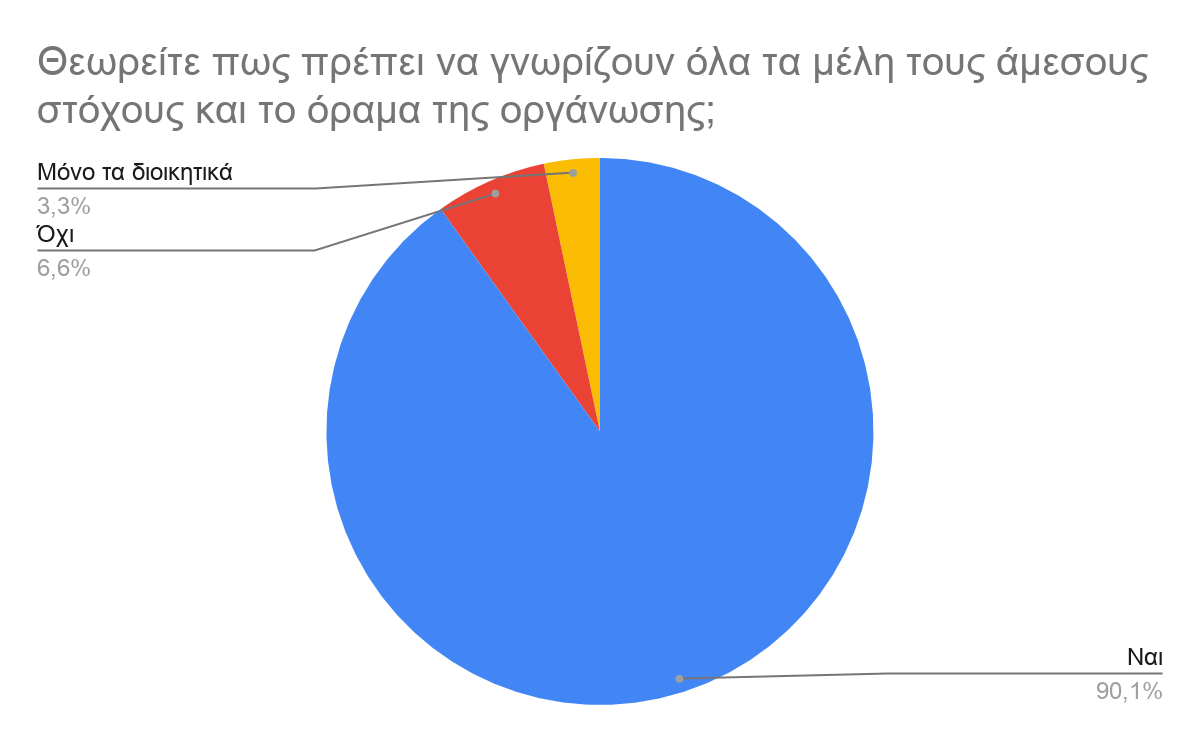 Θεωρείτε πως πρέπει να γνωρίζουν όλα τα μέλη τους άμεσους
στόχους και το όραμα της οργάνωσης;
Μόνο τα διοικητικά
3,3%
Όχι
6,6%
Ναι
90,1%